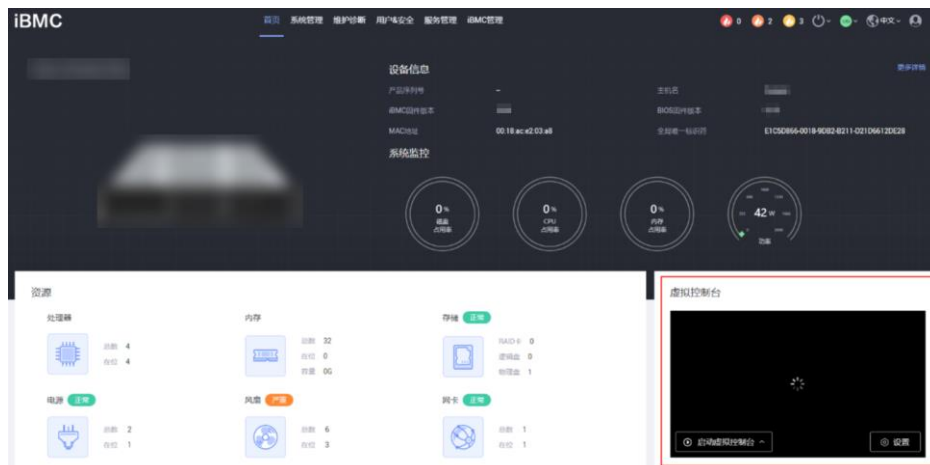 iBMC 首页 系统管理 维护诊断 用户&安全 服务管理 iBMC管理 0 2 3 中文
设备信息 更多详情
产品序列号 -- 主机名
iBMC固件版本 BIOS固件版本
MAC地址 00:18:ac:e2:03:a8 全局唯一标识符 E1C5D866-0018-9D82-B211-D21D6612DE28
系统监控
0% 磁盘占用率
0% CPU占用率
0% 内存占用率
42 W 功率
资源
处理器
总数 4
在位 4
内存
总数 32
在位 0
容量 0G
存储 正常
RAID卡 0
逻辑盘 0
物理盘 1
电源 正常
总数 2
在位 1
风扇 严重
总数 6
在位 3
网卡 正常
总数 1
在位 1
虚拟控制台
启动虚拟控制台
设置